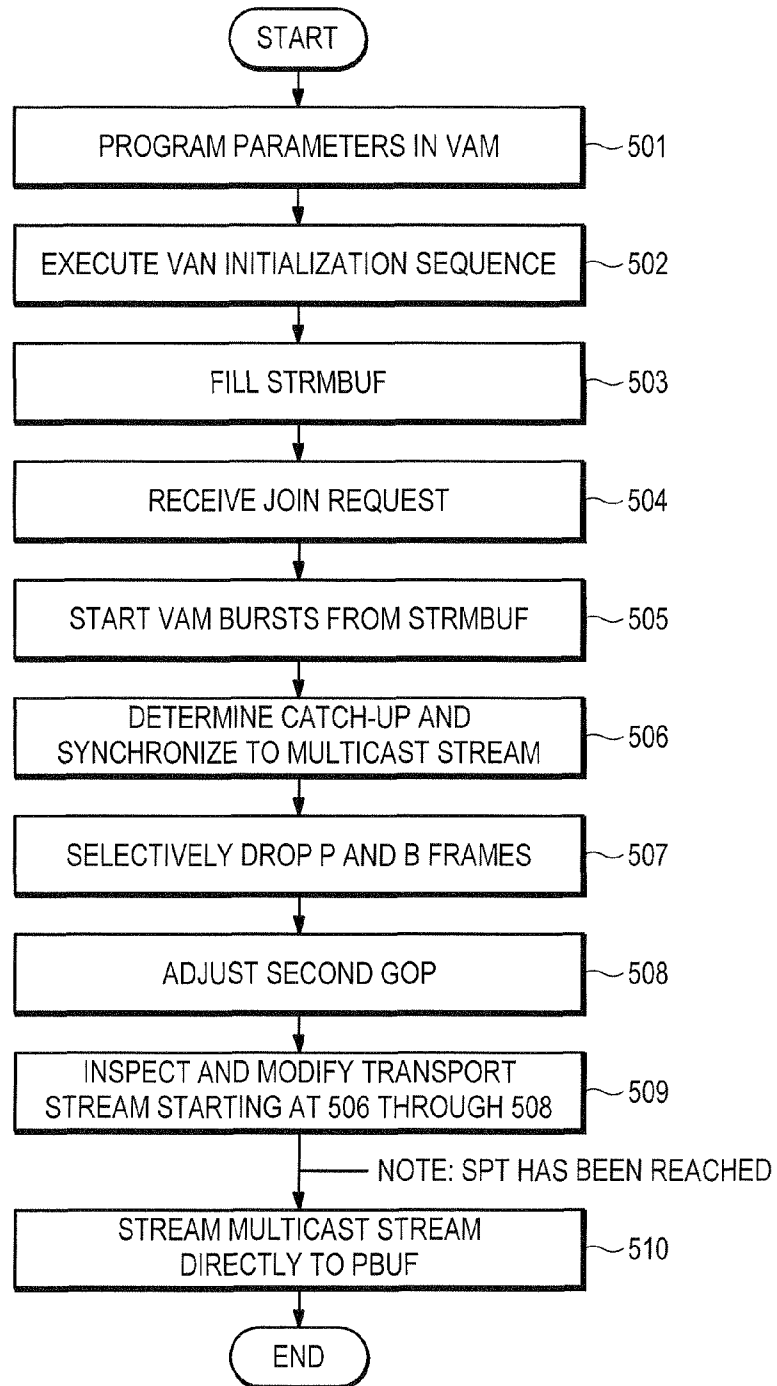 START
PROGRAM PARAMETERS IN VAM
501
EXECUTE VAN INITIALIZATION SEQUENCE
502
FILL STRMBUF
503
RECEIVE JOIN REQUEST
504
START VAM BURSTS FROM STRMBUF
505
DETERMINE CATCH-UP AND
SYNCHRONIZE TO MULTICAST STREAM
506
SELECTIVELY DROP P AND B FRAMES
507
ADJUST SECOND GOP
508
INSPECT AND MODIFY TRANSPORT
STREAM STARTING AT 506 THROUGH 508
509
NOTE: SPT HAS BEEN REACHED
STREAM MULTICAST STREAM
DIRECTLY TO PBUF
510
END